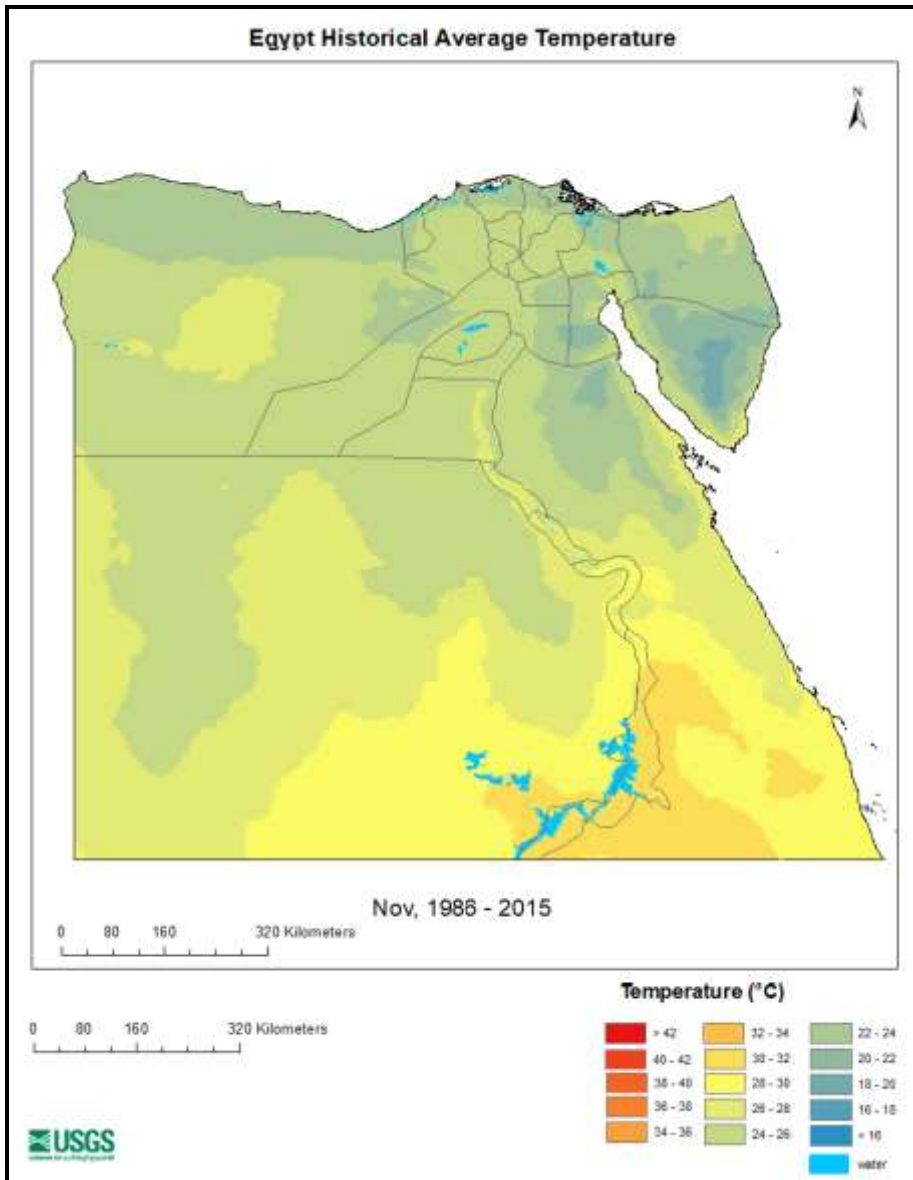 Egypt Historical Average Temperature
N
Nov, 1986 - 2015
0 80 160 320 Kilometers
Temperature (°C)
0 80 160 320 Kilometers
> 42
40 - 42
38 - 40
36 - 38
34 - 36
32 - 34
30 - 32
28 - 30
26 - 28
24 - 26
22 - 24
20 - 22
18 - 20
16 - 18
< 16
water
USGS